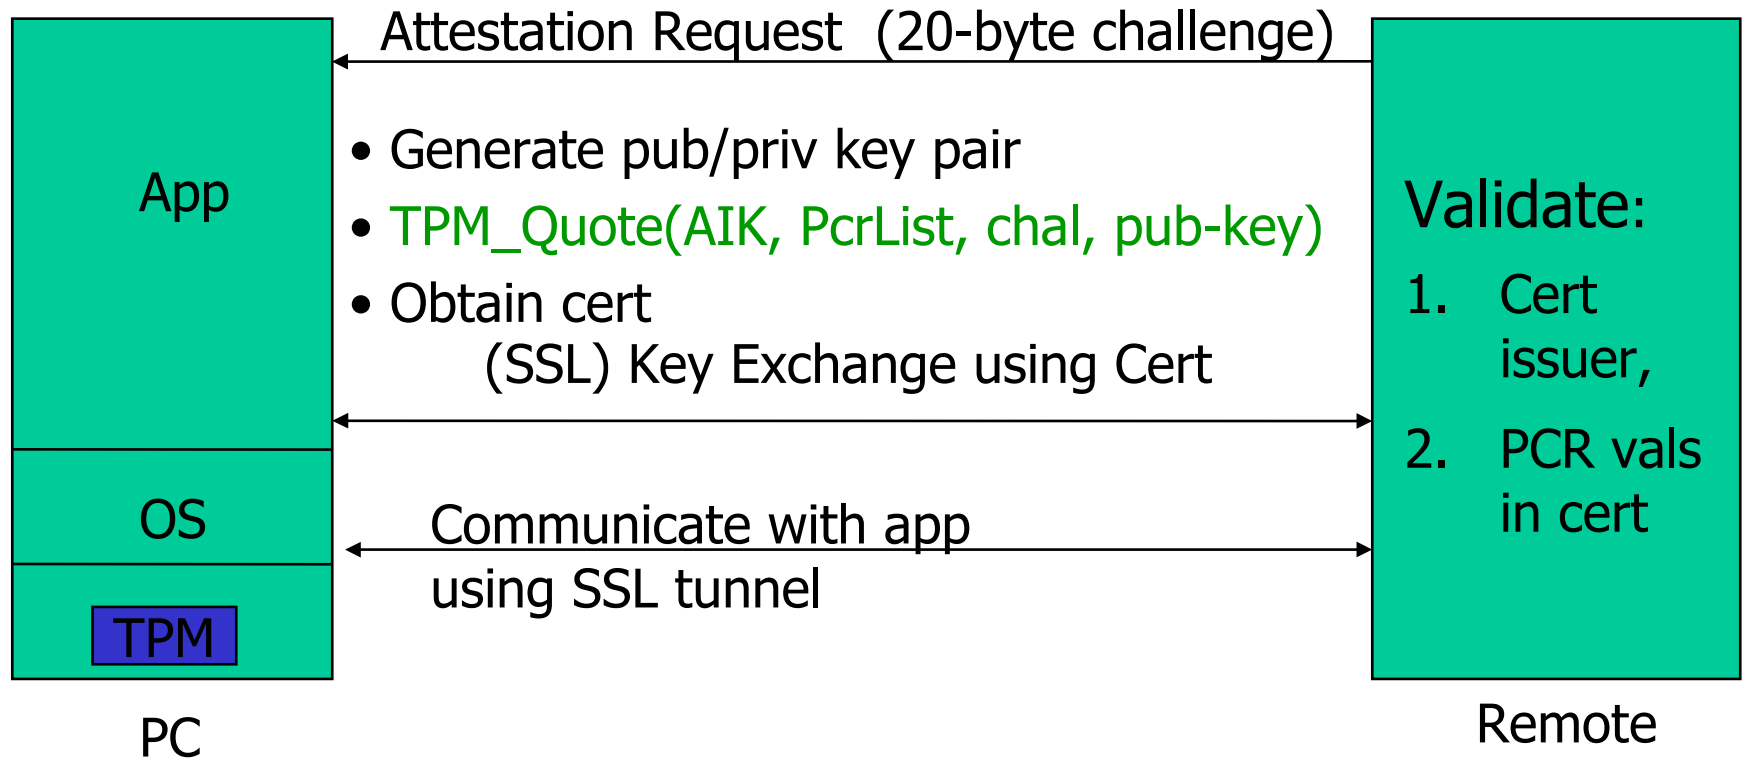 Attestation Request (20-byte challenge)
App
• Generate pub/priv key pair
• TPM_Quote(AIK, PcrList, chal, pub-key)
• Obtain cert
(SSL) Key Exchange using Cert
OS
Communicate with app
using SSL tunnel
TPM
PC
Validate:
1. Cert
issuer,
2. PCR vals
in cert
Remote